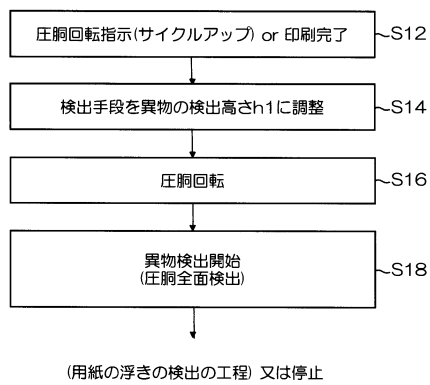 圧胴回転指示(サイクルアップ) or 印刷完了
S12
検出手段を異物の検出高さh1に調整
S14
圧胴回転
S16
異物検出開始
(圧胴全面検出)
S18
(用紙の浮きの検出の工程) 又は停止